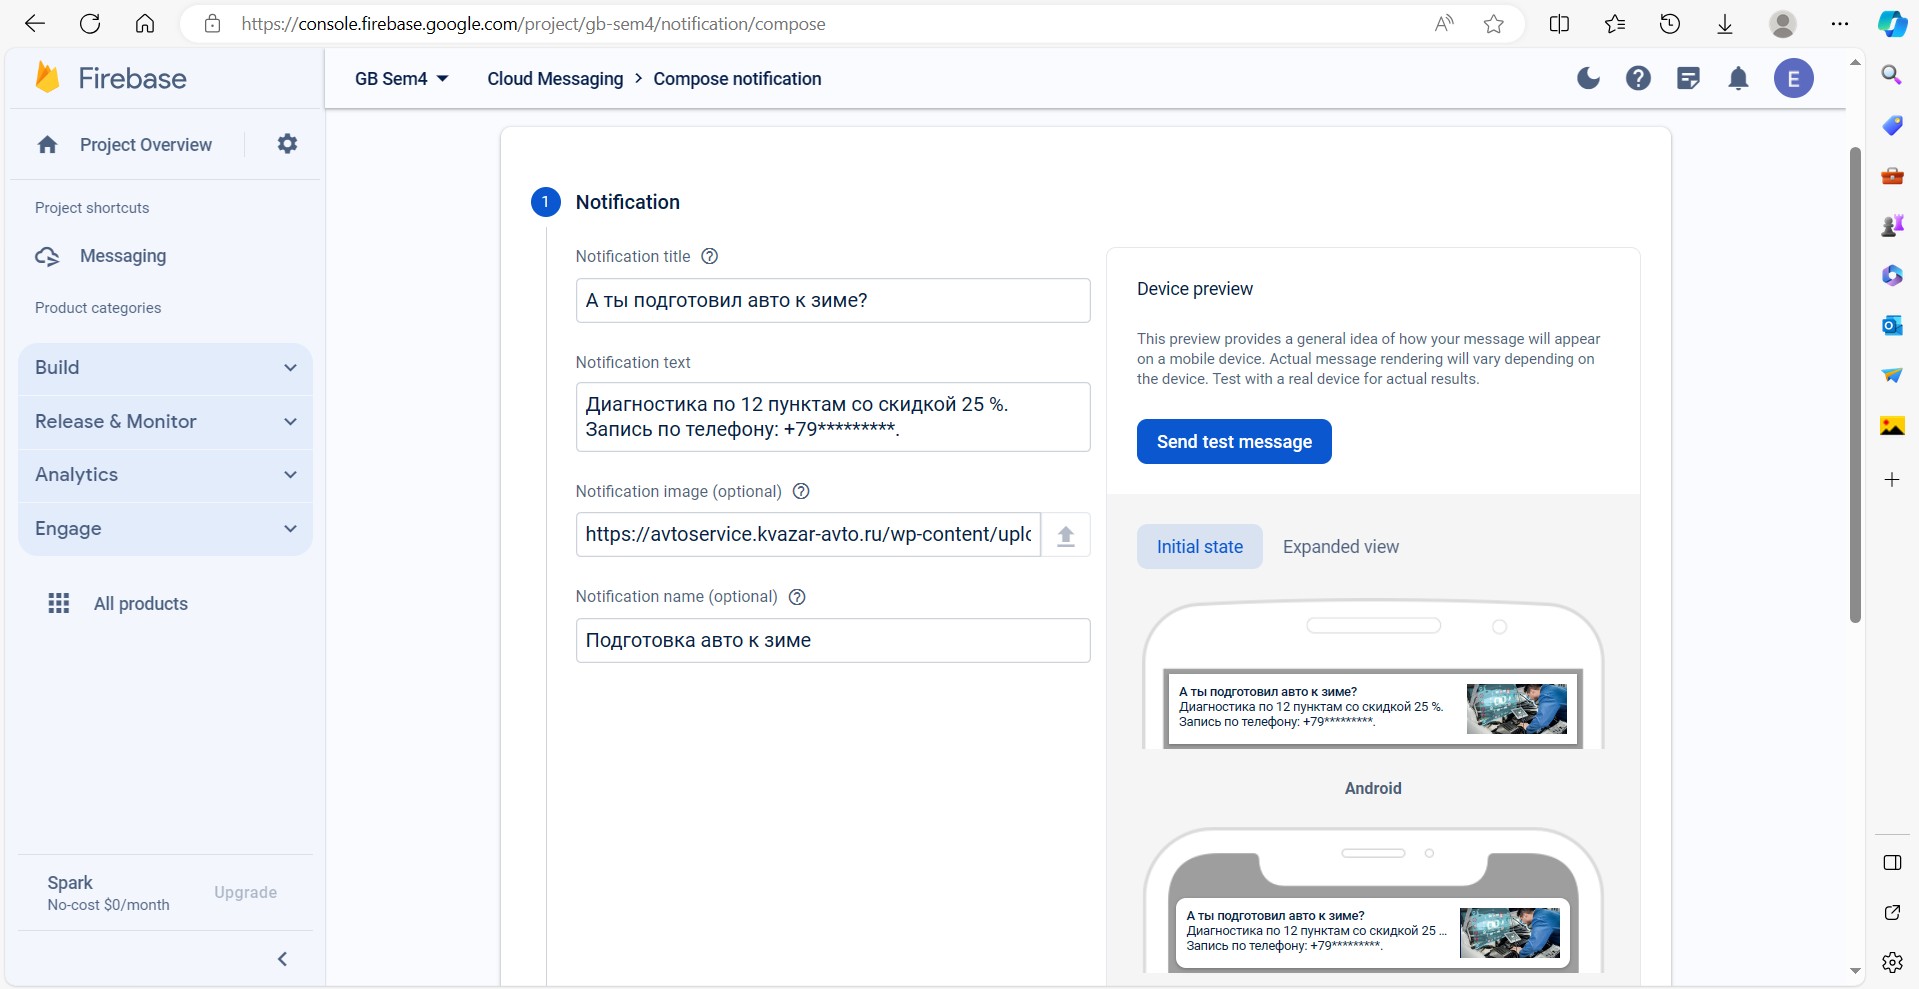 https://console.firebase.google.com/project/gb-sem4/notification/compose
Firebase
GB Sem4
Cloud Messaging > Compose notification
E
Project Overview
Project shortcuts
Messaging
Product categories
Build
Release & Monitor
Analytics
Engage
All products
Spark
No-cost $0/month
Upgrade
1 Notification
Notification title
А ты подготовил авто к зиме?
Notification text
Диагностика по 12 пунктам со скидкой 25 %.
Запись по телефону: +79*********.
Notification image (optional)
https://avtoservice.kvazar-avto.ru/wp-content/uplo
Notification name (optional)
Подготовка авто к зиме
Device preview
This preview provides a general idea of how your message will appear
on a mobile device. Actual message rendering will vary depending on
the device. Test with a real device for actual results.
Send test message
Initial state
Expanded view
А ты подготовил авто к зиме?
Диагностика по 12 пунктам со скидкой 25 %.
Запись по телефону: +79*********.
Android
А ты подготовил авто к зиме?
Диагностика по 12 пунктам со скидкой 25 ...
Запись по телефону: +79*********.